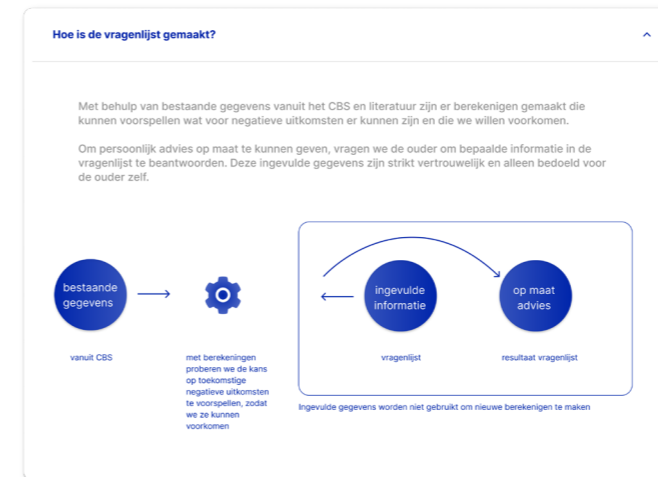 Hoe is de vragenlijst gemaakt?
Met behulp van bestaande gegevens vanuit het CBS en literatuur zijn er berekenigen gemaakt die
kunnen voorspellen wat voor negatieve uitkomsten er kunnen zijn en die we willen voorkomen.
Om persoonlijk advies op maat te kunnen geven, vragen we de ouder om bepaalde informatie in de
vragenlijst te beantwoorden. Deze ingevulde gegevens zijn strikt vertrouwelijk en alleen bedoeld voor
de ouder zelf.
bestaande
gegevens
ingevulde
informatie
op maat
advies
vanuit CBS
met berekeningen
proberen we de kans
op toekomstige
negatieve uitkomsten
te voorspellen, zodat
we ze kunnen
voorkomen
vragenlijst
resultaat vragenlijst
Ingevulde gegevens worden niet gebruikt om nieuwe berekenigen te maken